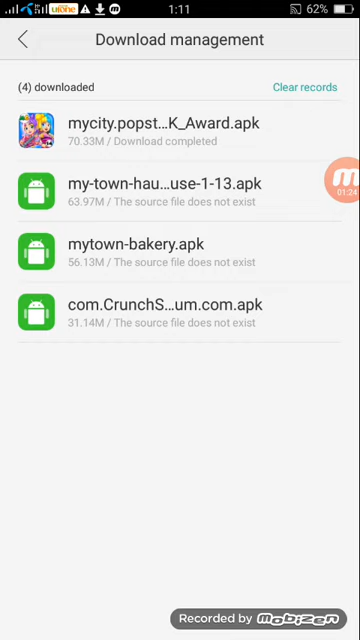 ufone
1:11
62%
Download management
(4) downloaded
Clear records
mycity.popst...K_Award.apk
70.33M / Download completed
my-town-hau...use-1-13.apk
63.97M / The source file does not exist
01:24
mytown-bakery.apk
56.13M / The source file does not exist
com.CrunchS...um.com.apk
31.14M / The source file does not exist
Recorded by mobizen